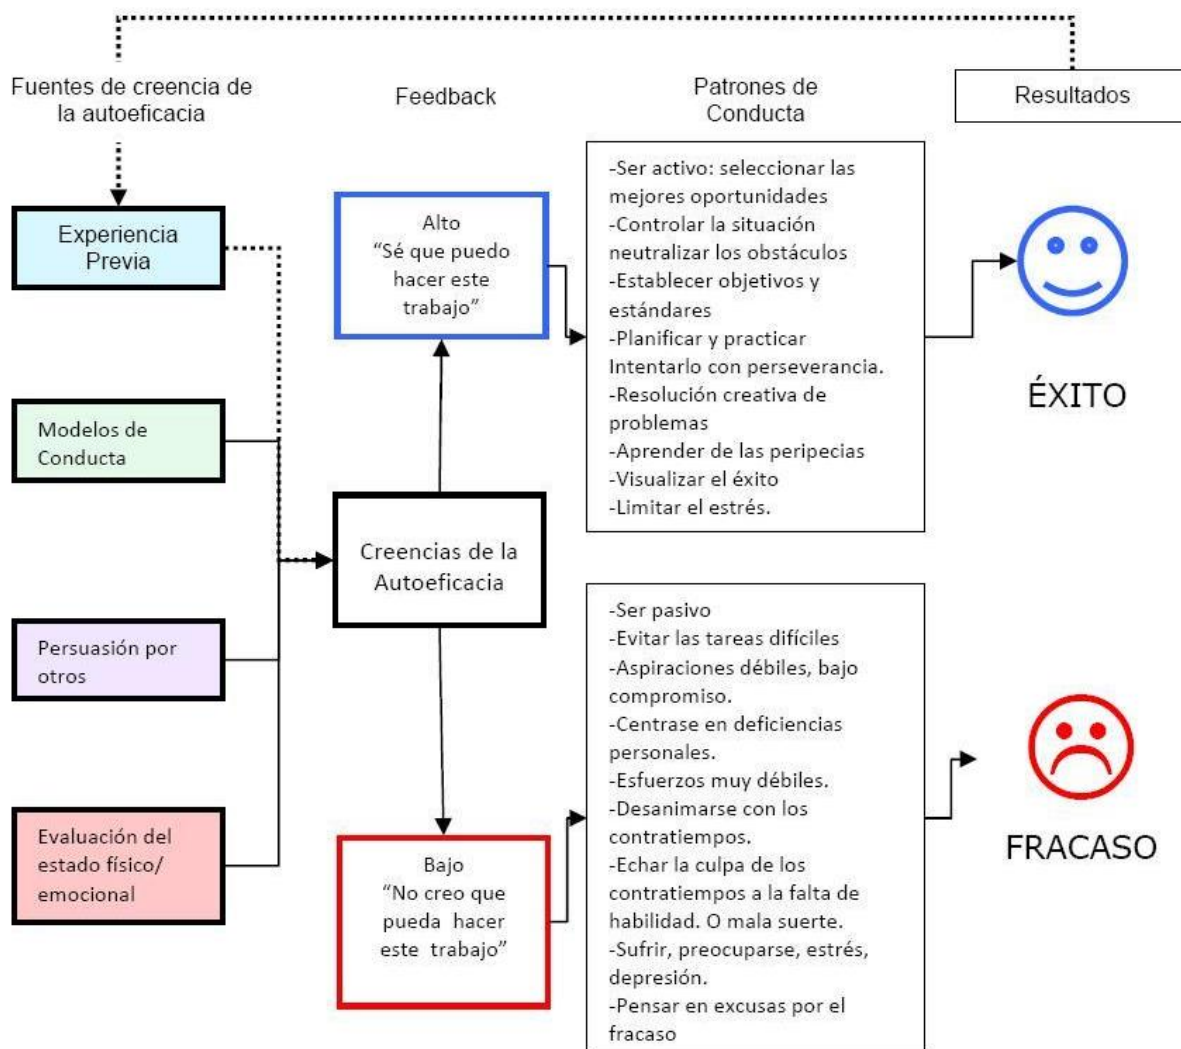 Fuentes de creencia de
la autoeficacia
Feedback
Patrones de
Conducta
Resultados
Experiencia
Previa
Modelos de
Conducta
Persuasión por
otros
Evaluación del
estado físico/
emocional
Creencias de la
Autoeficacia
Alto
“Sé que puedo
hacer este
trabajo”
Bajo
“No creo que
pueda hacer
este trabajo”
-Ser activo: seleccionar las
mejores oportunidades
-Controlar la situación
neutralizar los obstáculos
-Establecer objetivos y
estándares
-Planificar y practicar
Intentarlo con perseverancia.
-Resolución creativa de
problemas
-Aprender de las peripecias
-Visualizar el éxito
-Limitar el estrés.
-Ser pasivo
-Evitar las tareas difíciles
-Aspiraciones débiles, bajo
compromiso.
-Centrase en deficiencias
personales.
-Esfuerzos muy débiles.
-Desanimarse con los
contratiempos.
-Echar la culpa de los
contratiempos a la falta de
habilidad. O mala suerte.
-Sufrir, preocuparse, estrés,
depresión.
-Pensar en excusas por el
fracaso
ÉXITO
FRACASO